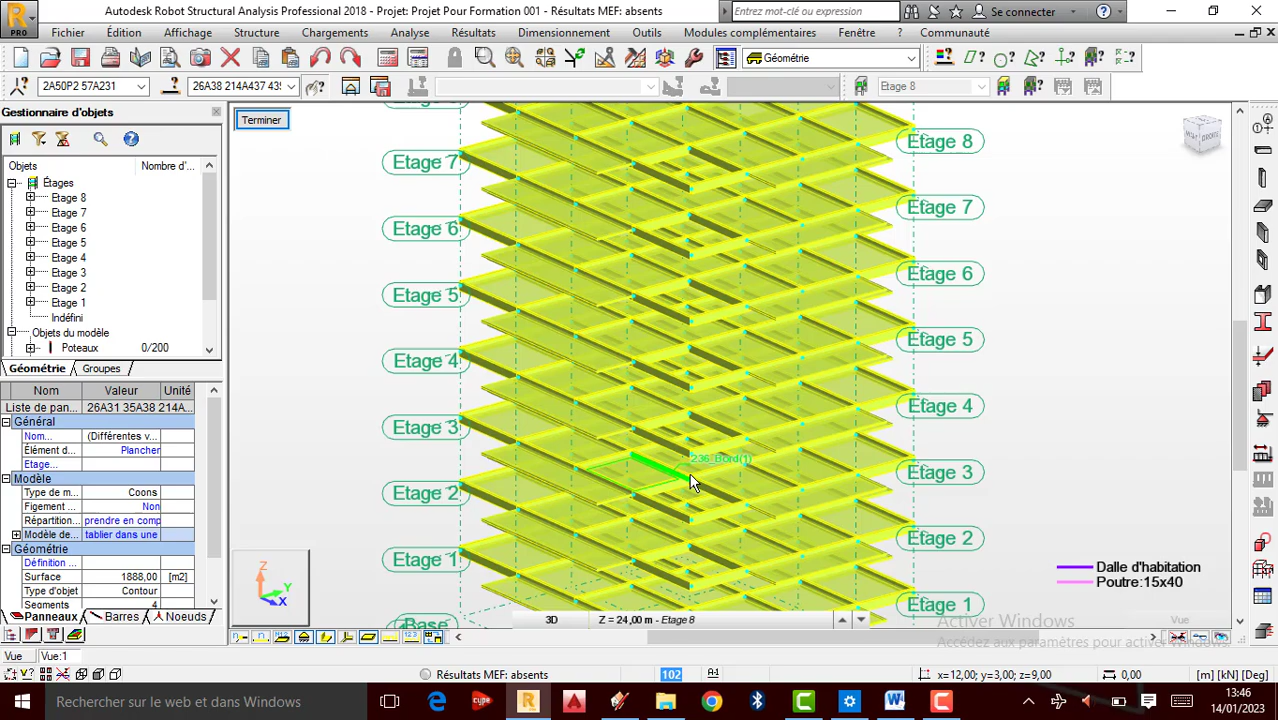 Autodesk Robot Structural Analysis Professional 2018 - Projet: Projet Pour Formation 001 - Résultats MEF: absents
Entrez mot-clé ou expression
Se connecter
PRO
Fichier Édition Affichage Structure Chargements Analyse Résultats Dimensionnement Outils Modules complémentaires Fenêtre ? Communauté
Géométrie
2A50P2 57A231
26A38 214A437 435
Etage 8
Gestionnaire d'objets
Objets Nombre d'...
Étages
Etage 8
Etage 7
Etage 6
Etage 5
Etage 4
Etage 3
Etage 2
Etage 1
Indéfini
Objets du modèle
Poteaux 0/200
Géométrie Groupes
Nom Valeur Unité
Liste de pan... 26A31 35A38 214A...
Général
Nom... (Différentes v...
Élément d... Plancher
Etage...
Modèle
Type de m... Coons
Figement ... Non
Répartition... prendre en comp
Modèle de... tablier dans une
Géométrie
Définition ...
Surface 1888,00 [m2]
Type d'objet Contour
Segments 4
Panneaux Barres Noeuds
Vue Vue:1
Terminer
Etage 7
Etage 6
Etage 5
Etage 4
Etage 3
Etage 2
Etage 1
Base
Etage 8
Etage 7
Etage 6
Etage 5
Etage 4
Etage 3
Etage 2
Etage 1
236_Bord(1)
HAUT DROITE
Z
Y
X
Dalle d'habitation
Poutre:15x40
3D Z = 24,00 m - Etage 8
Vue
Activer Windows
Accédez aux paramètres pour activer Windows.
Résultats MEF: absents
102
x=12,00; y=3,00; z=9,00
0,00
[m] [kN] [Deg]
Rechercher sur le web et dans Windows
cype
13:46
14/01/2023